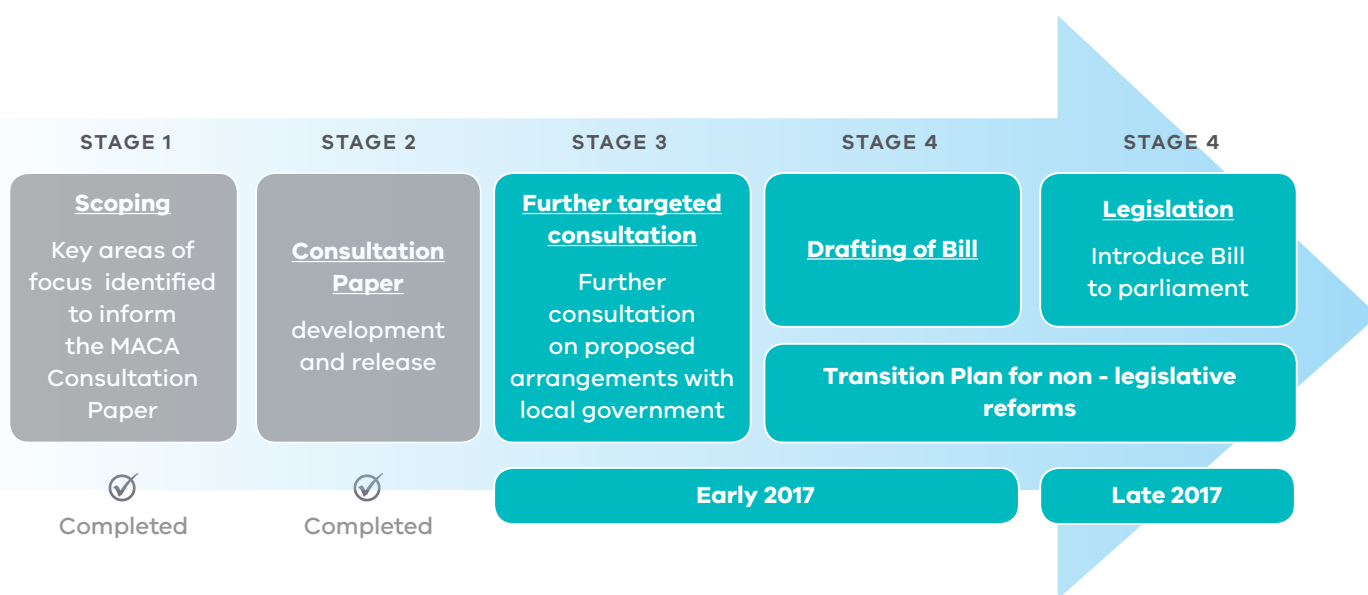 STAGE 1
STAGE 2
STAGE 3
STAGE 4
STAGE 4
Scoping
Key areas of
focus identified
to inform
the MACA
Consultation
Paper
Consultation
Paper
development
and release
Further targeted
consultation
Further
consultation
on proposed
arrangements with
local government
Drafting of Bill
Legislation
Introduce Bill
to parliament
Transition Plan for non - legislative
reforms
Completed
Completed
Early 2017
Late 2017